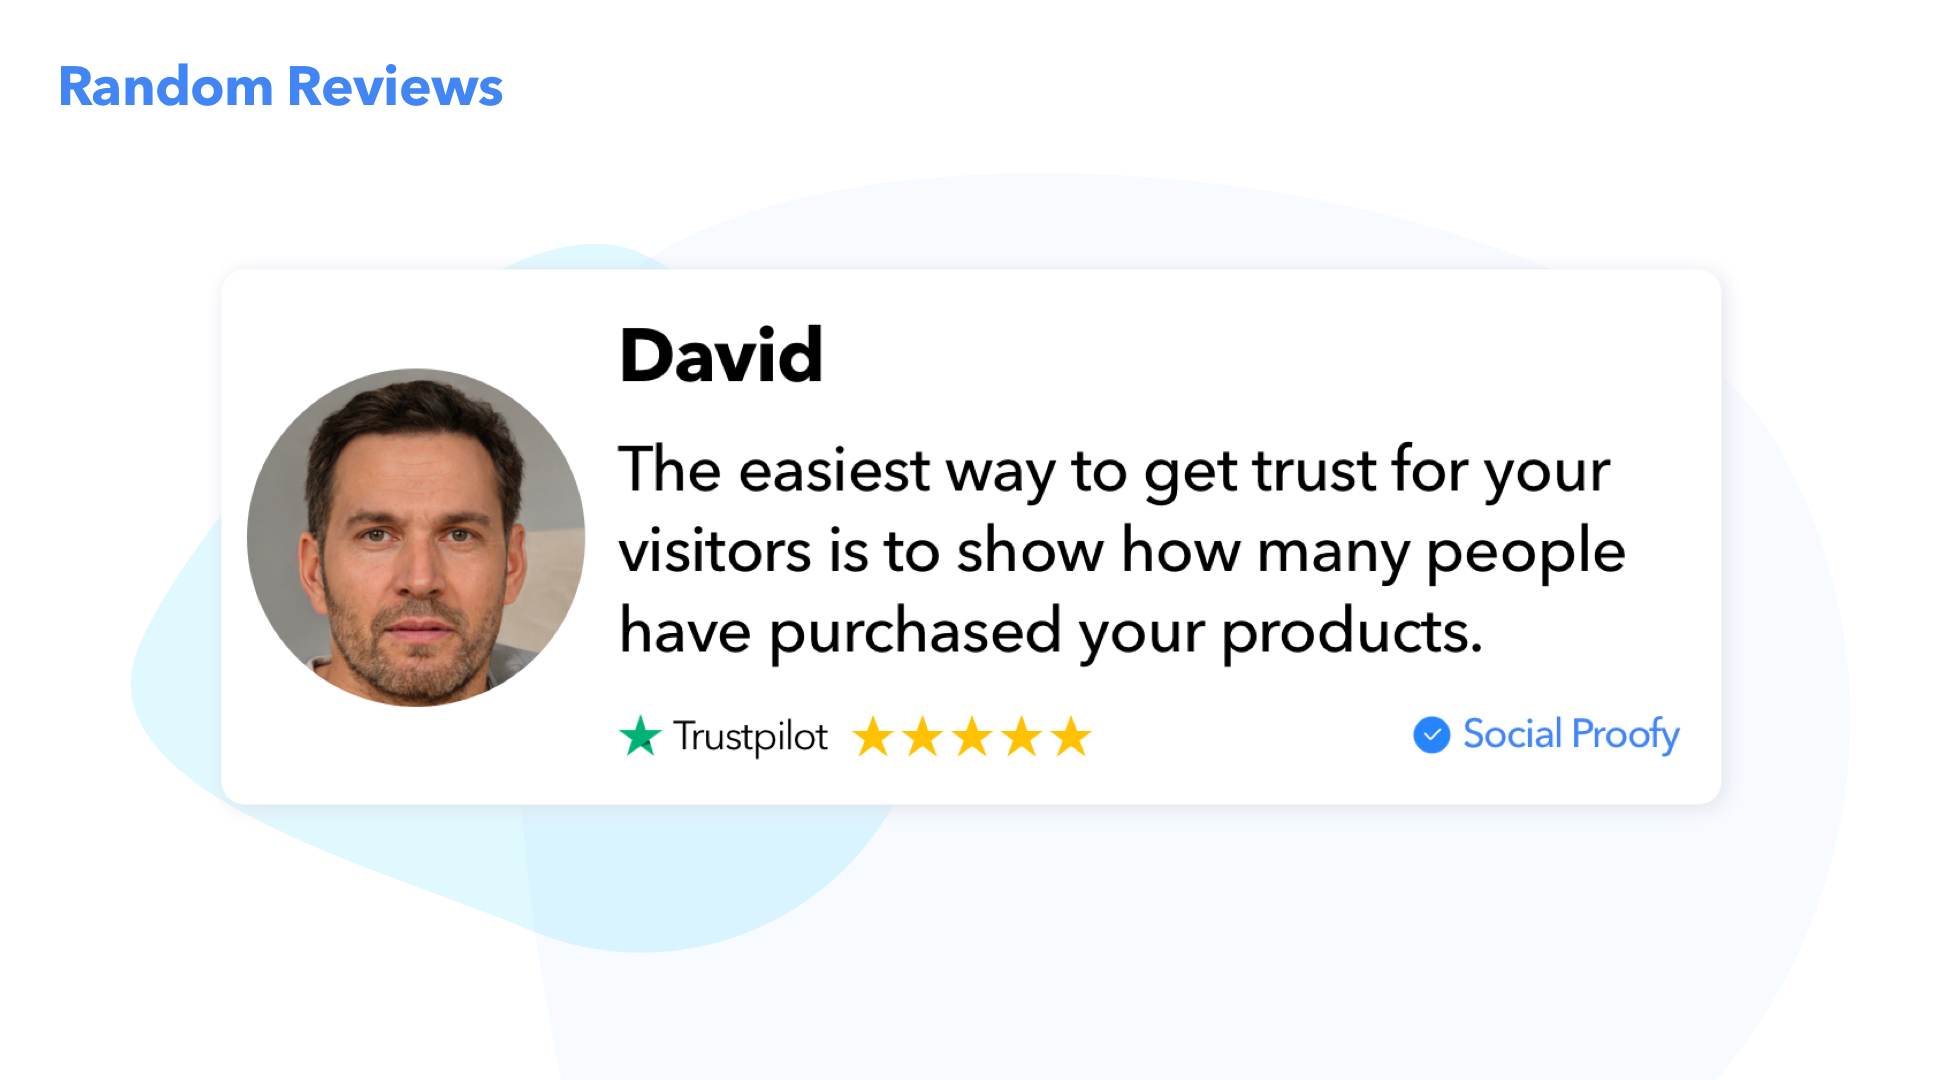 Random Reviews
David
The easiest way to get trust for your
visitors is to show how many people
have purchased your products.
Trustpilot
Social Proofy